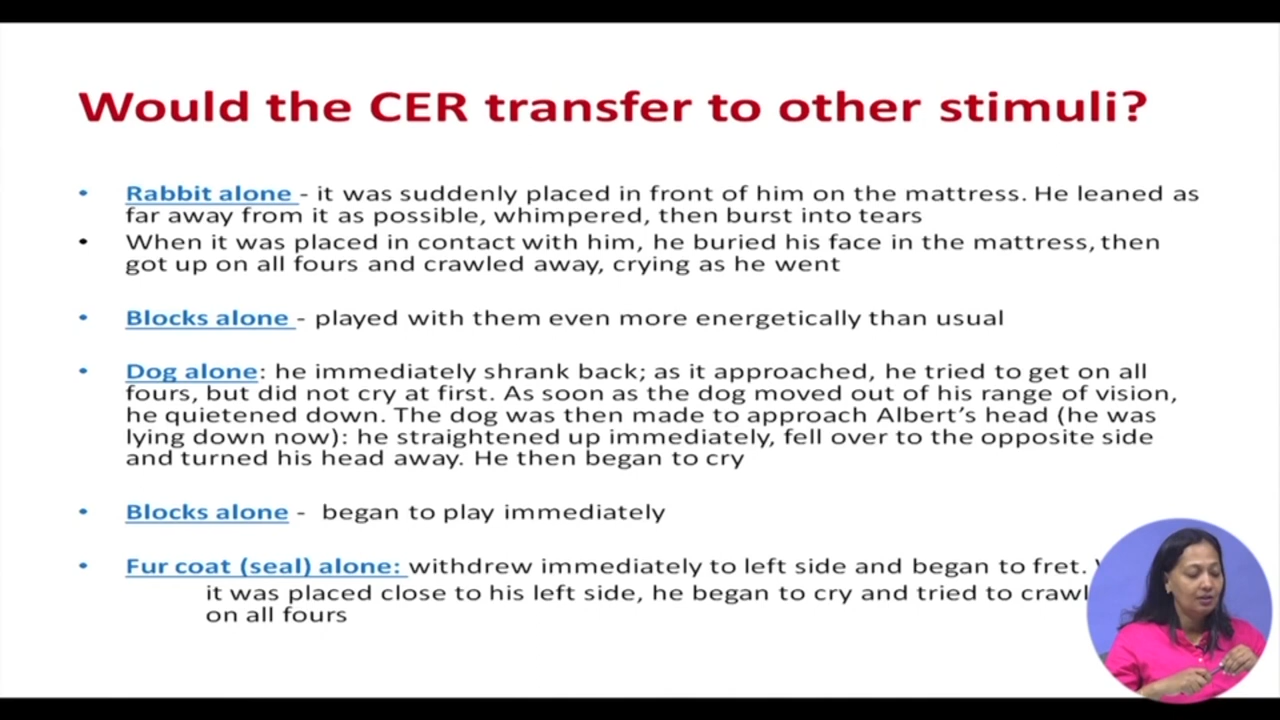 Would the CER transfer to other stimuli?
• Rabbit alone - it was suddenly placed in front of him on the mattress. He leaned as
far away from it as possible, whimpered, then burst into tears
• When it was placed in contact with him, he buried his face in the mattress, then
got up on all fours and crawled away, crying as he went
• Blocks alone - played with them even more energetically than usual
• Dog alone: he immediately shrank back; as it approached, he tried to get on all
fours, but did not cry at first. As soon as the dog moved out of his range of vision,
he quietened down. The dog was then made to approach Albert's head (he was
lying down now): he straightened up immediately, fell over to the opposite side
and turned his head away. He then began to cry
• Blocks alone - began to play immediately
• Fur coat (seal) alone: withdrew immediately to left side and began to fret.
it was placed close to his left side, he began to cry and tried to crawl
on all fours